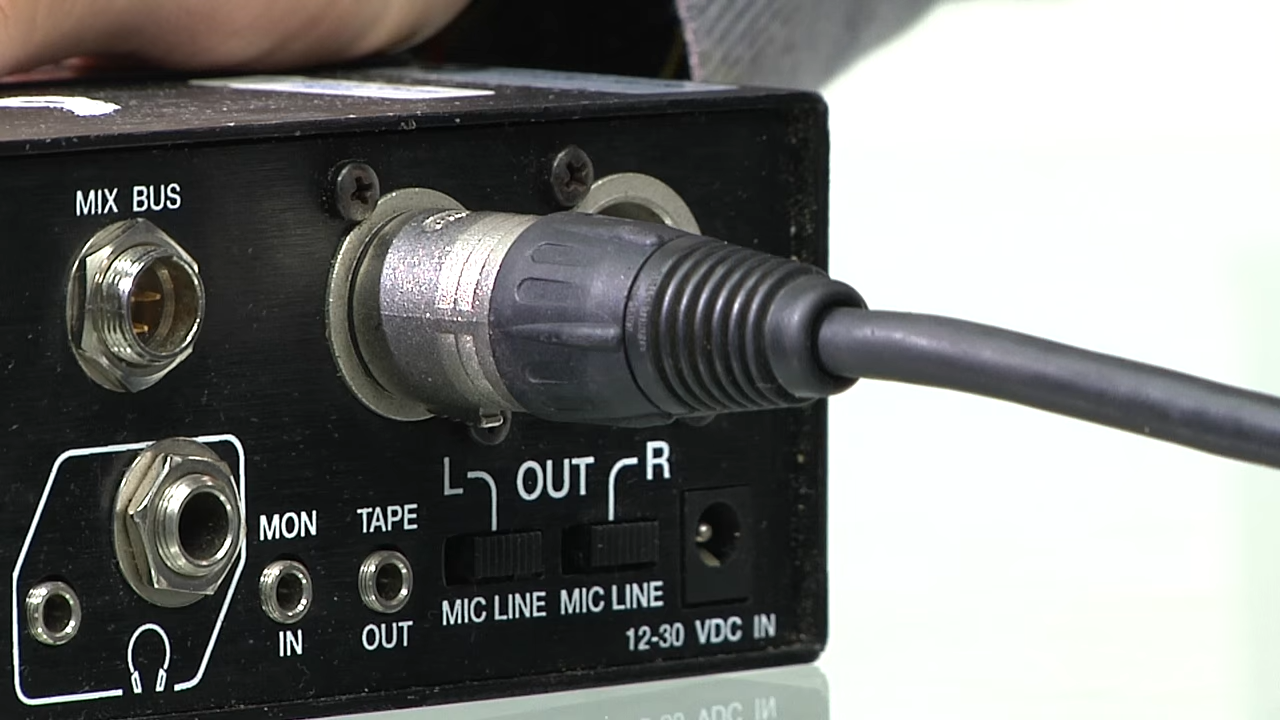 MIX BUS
L OUT R
MON
TAPE
IN
OUT
MIC LINE MIC LINE
12-30 VDC IN